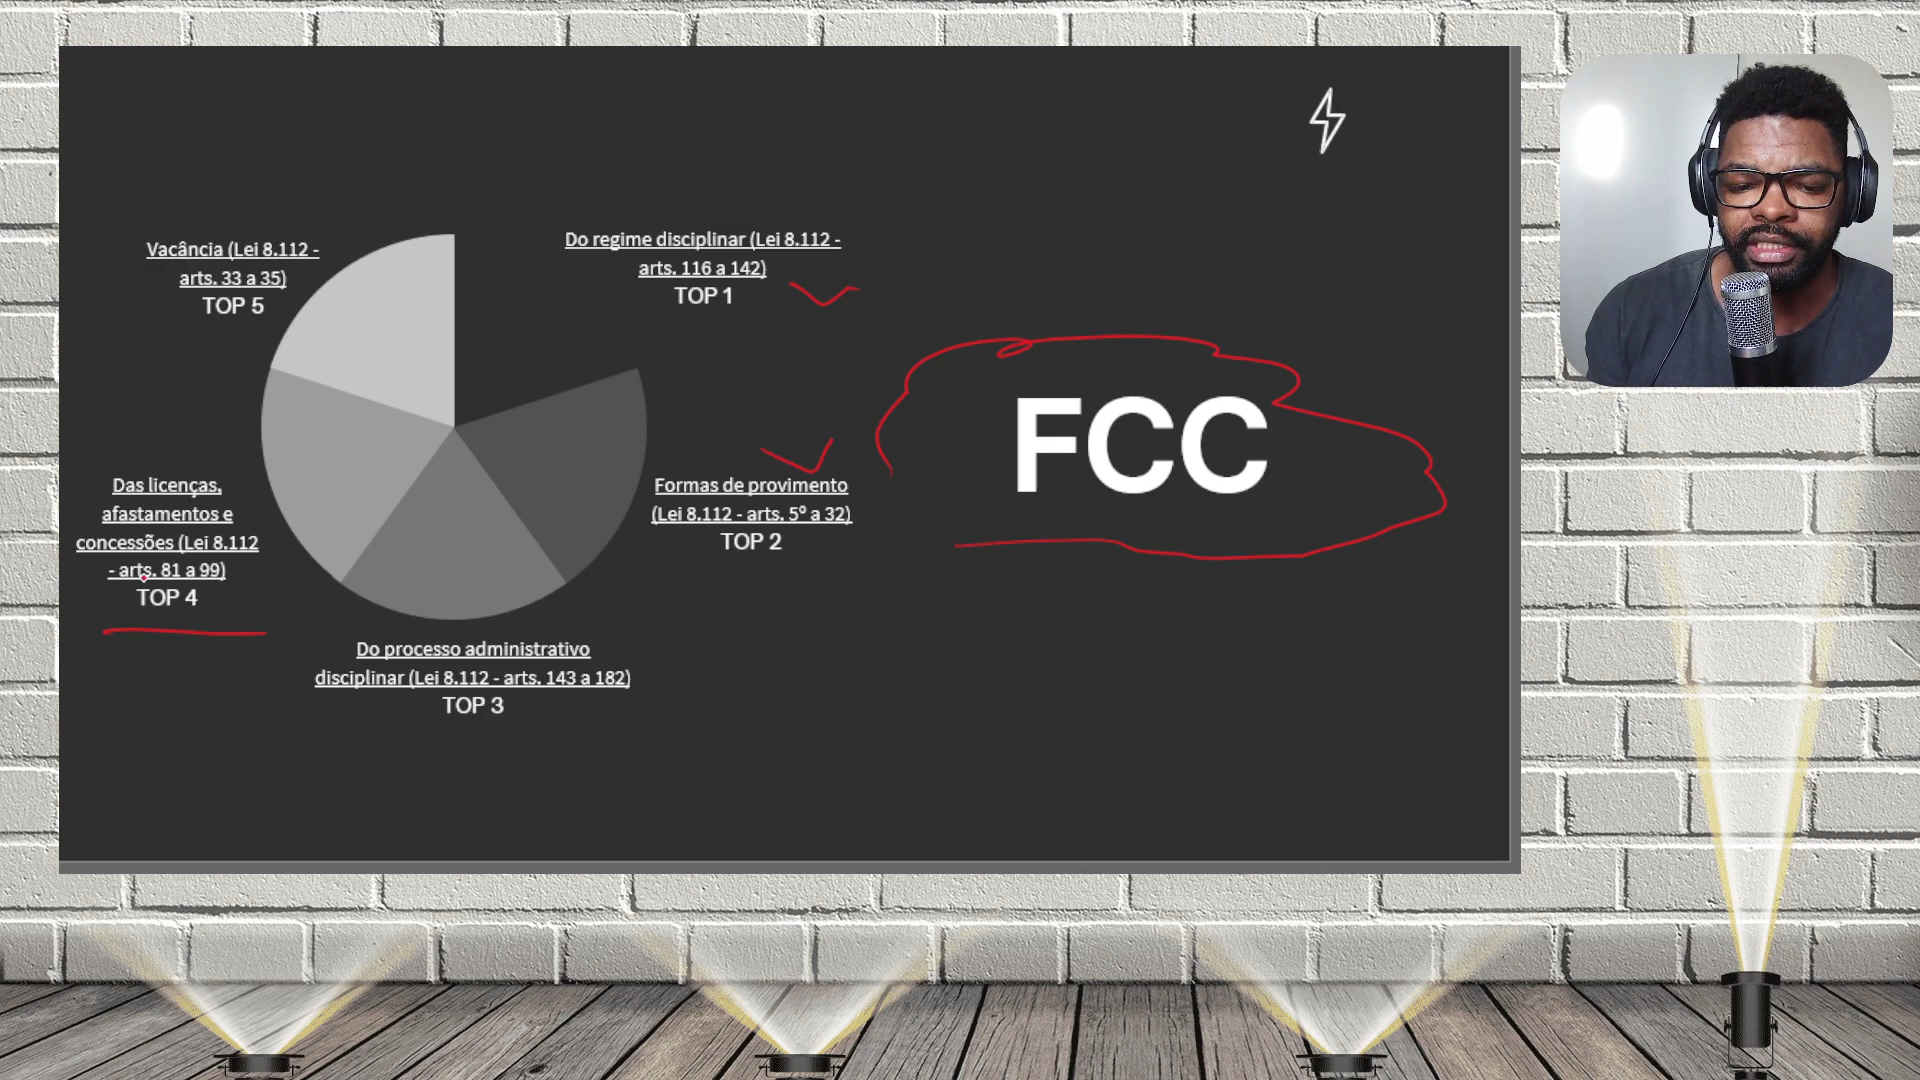 Do regime disciplinar (Lei 8.112 -
arts. 116 a 142)
TOP 1
Vacância (Lei 8.112 -
arts. 33 a 35)
TOP 5
FCC
Formas de provimento
(Lei 8.112 - arts. 5º a 32)
TOP 2
Das licenças,
afastamentos e
concessões (Lei 8.112
- arts. 81 a 99)
TOP 4
Do processo administrativo
disciplinar (Lei 8.112 - arts. 143 a 182)
TOP 3